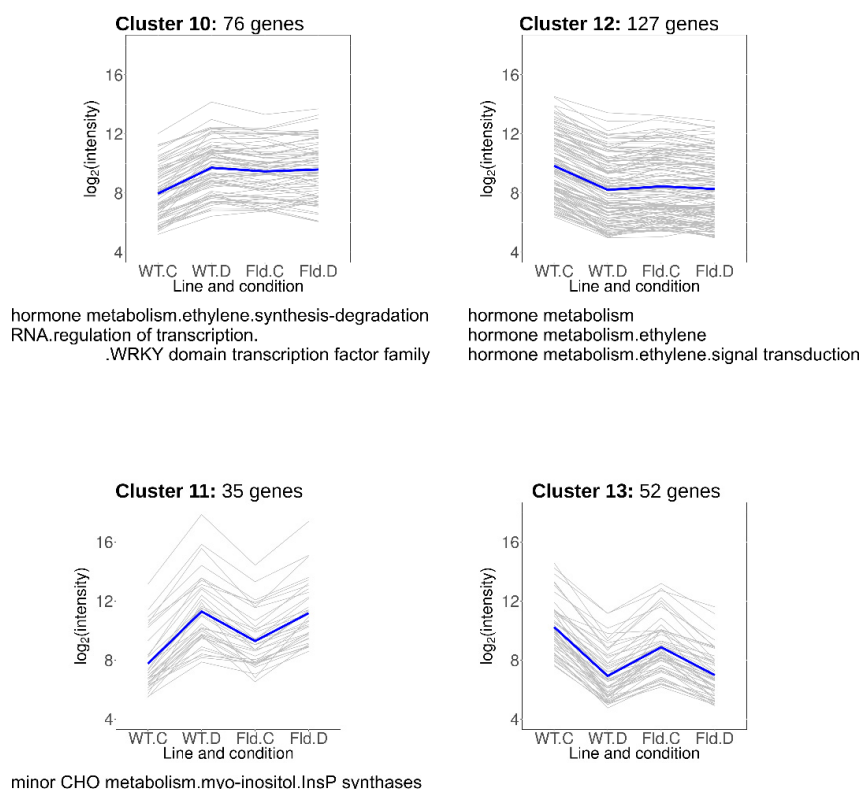 Cluster 10: 76 genes
log2(intensity)
16
12
8
4
WT.C WT.D Fld.C Fld.D
Line and condition
hormone metabolism.ethylene.synthesis-degradation
RNA.regulation of transcription.
.WRKY domain transcription factor family
Cluster 12: 127 genes
log2(intensity)
16
12
8
4
WT.C WT.D Fld.C Fld.D
Line and condition
hormone metabolism
hormone metabolism.ethylene
hormone metabolism.ethylene.signal transduction
Cluster 11: 35 genes
log2(intensity)
16
12
8
4
WT.C WT.D Fld.C Fld.D
Line and condition
minor CHO metabolism.myo-inositol.InsP synthases
Cluster 13: 52 genes
log2(intensity)
16
12
8
4
WT.C WT.D Fld.C Fld.D
Line and condition